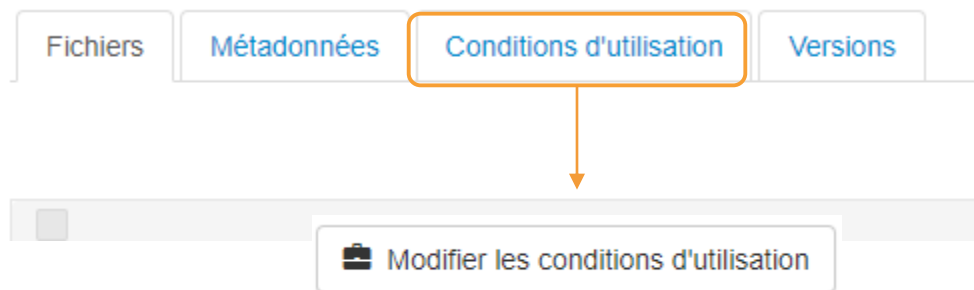 Fichiers Métadonnées Conditions d'utilisation Versions
Modifier les conditions d'utilisation